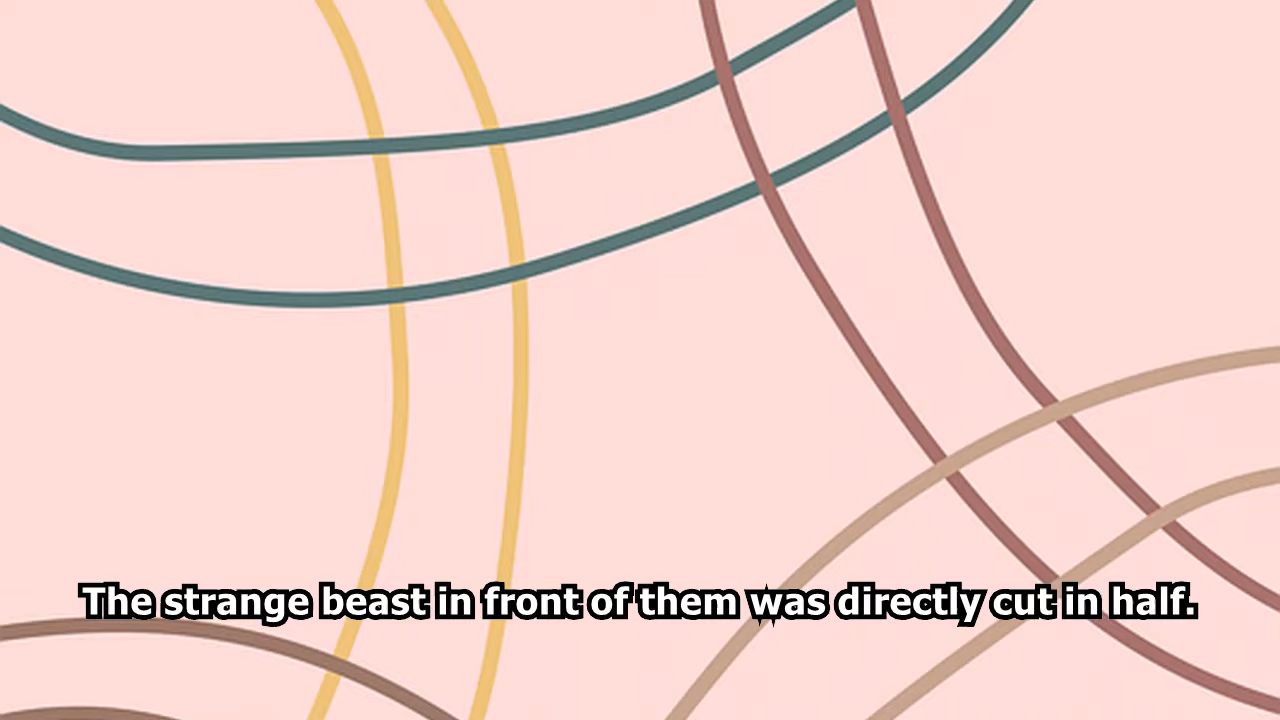 The strange beast in front of them was directly cut in half.